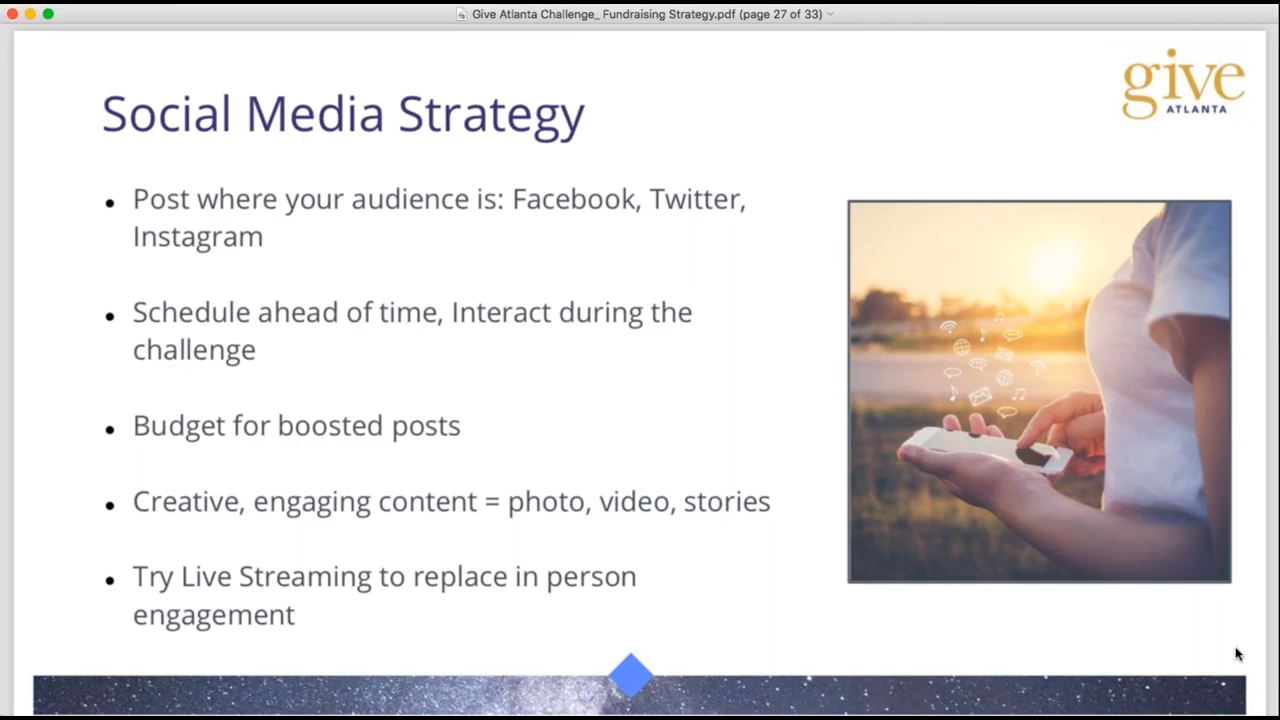 Give Atlanta Challenge_ Fundraising Strategy.pdf (page 27 of 33)
give
ATLANTA
Social Media Strategy
• Post where your audience is: Facebook, Twitter,
Instagram
• Schedule ahead of time, Interact during the
challenge
• Budget for boosted posts
• Creative, engaging content = photo, video, stories
• Try Live Streaming to replace in person
engagement